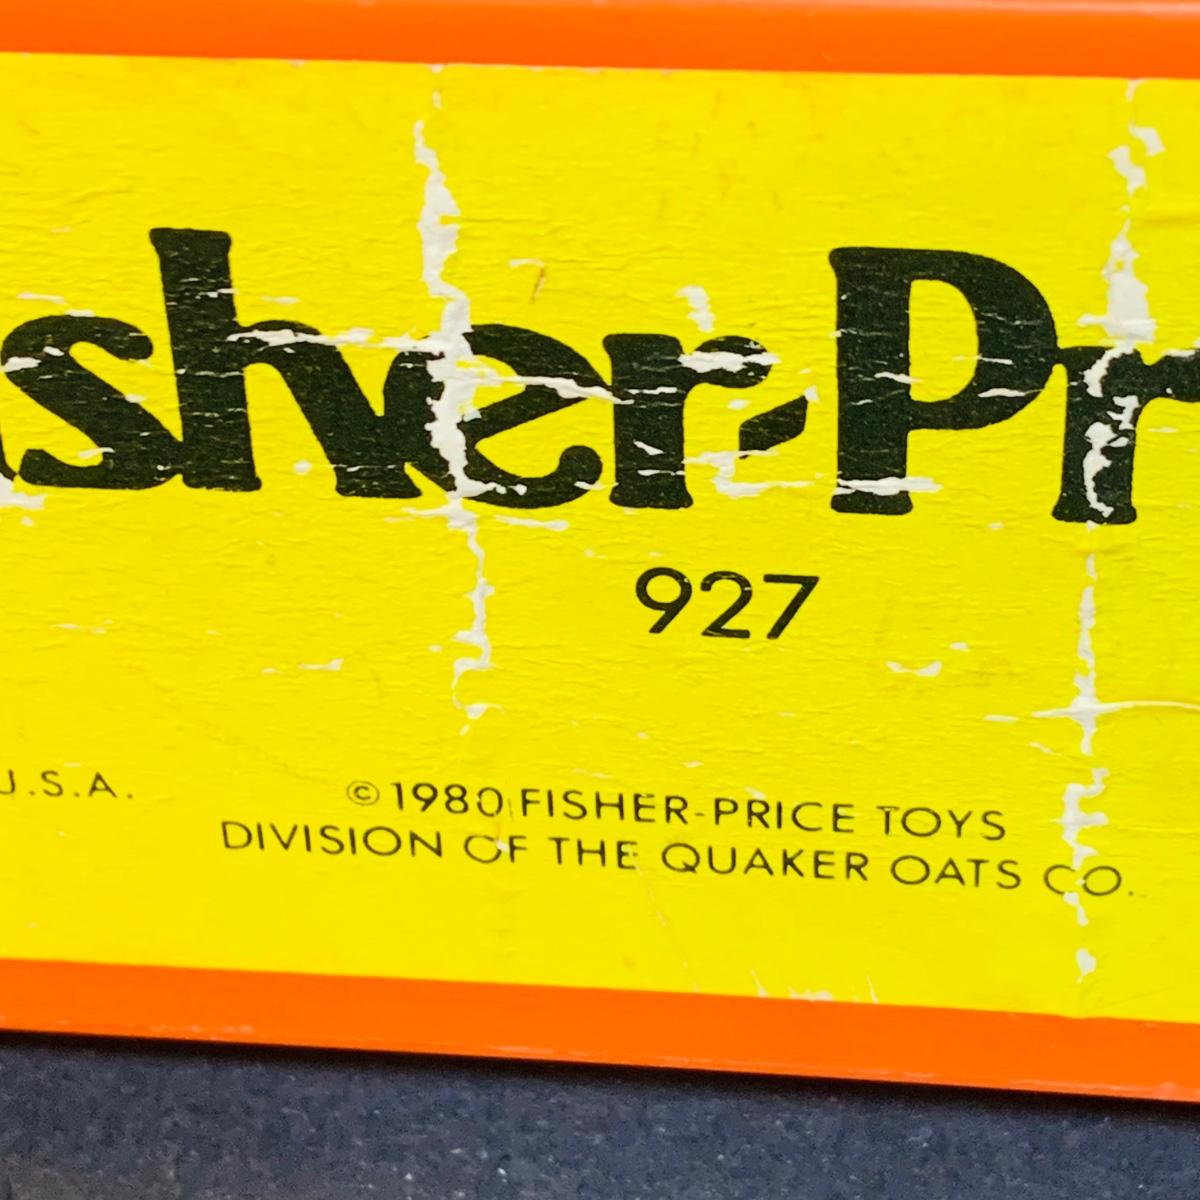 sher-Pr
927
U.S.A.
©1980 FISHER-PRICE TOYS
DIVISION OF THE QUAKER OATS CO.